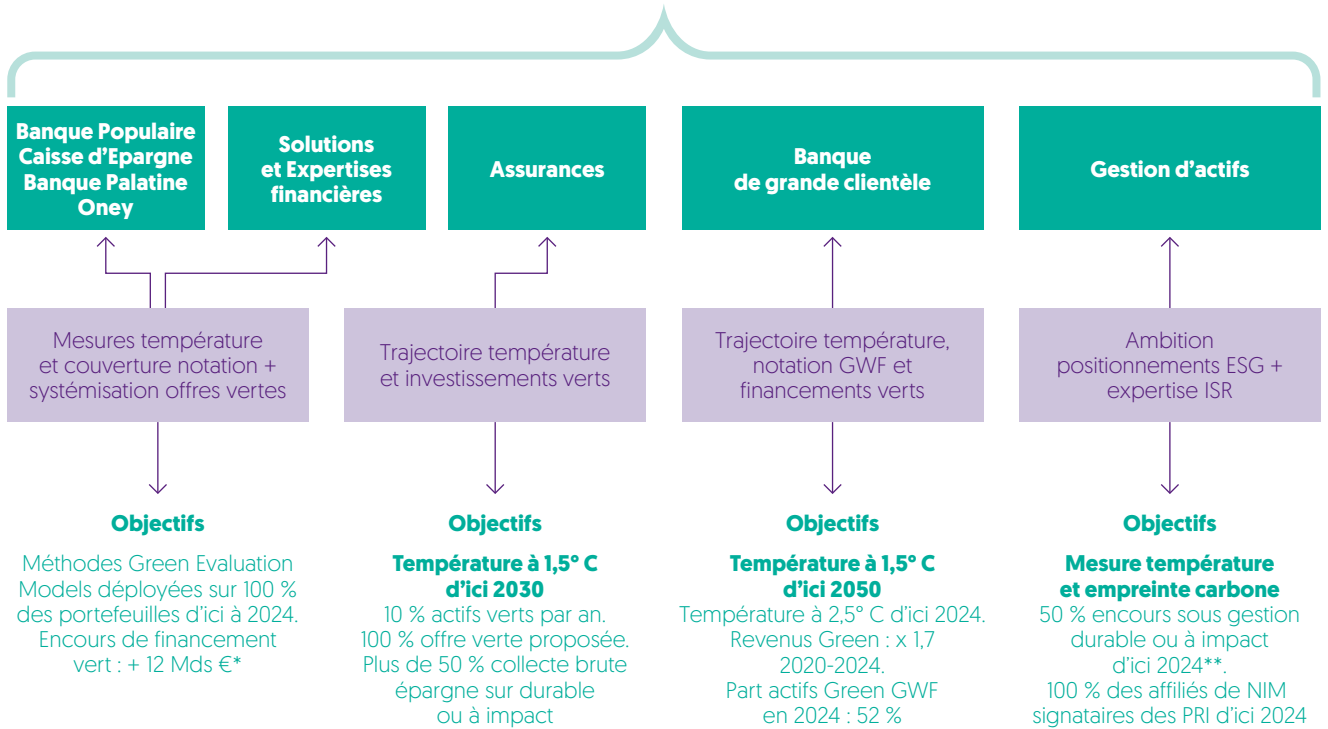 Banque Populaire
Caisse d'Epargne
Banque Palatine
Oney
Solutions
et Expertises
financières
Assurances
Banque
de grande clientèle
Gestion d'actifs
Mesures température
et couverture notation +
systémisation offres vertes
Trajectoire température
et investissements verts
Trajectoire température,
notation GWF et
financements verts
Ambition
positionnements ESG +
expertise ISR
Objectifs
Méthodes Green Evaluation
Models déployées sur 100 %
des portefeuilles d'ici à 2024.
Encours de financement
vert : + 12 Mds €*
Objectifs
Température à 1,5° C
d'ici 2030
10 % actifs verts par an.
100 % offre verte proposée.
Plus de 50 % collecte brute
épargne sur durable
ou à impact
Objectifs
Température à 1,5° C
d'ici 2050
Température à 2,5° C d'ici 2024.
Revenus Green : x 1,7
2020-2024.
Part actifs Green GWF
en 2024 : 52 %
Objectifs
Mesure température
et empreinte carbone
50 % encours sous gestion
durable ou à impact
d'ici 2024**.
100 % des affiliés de NIM
signataires des PRI d'ici 2024